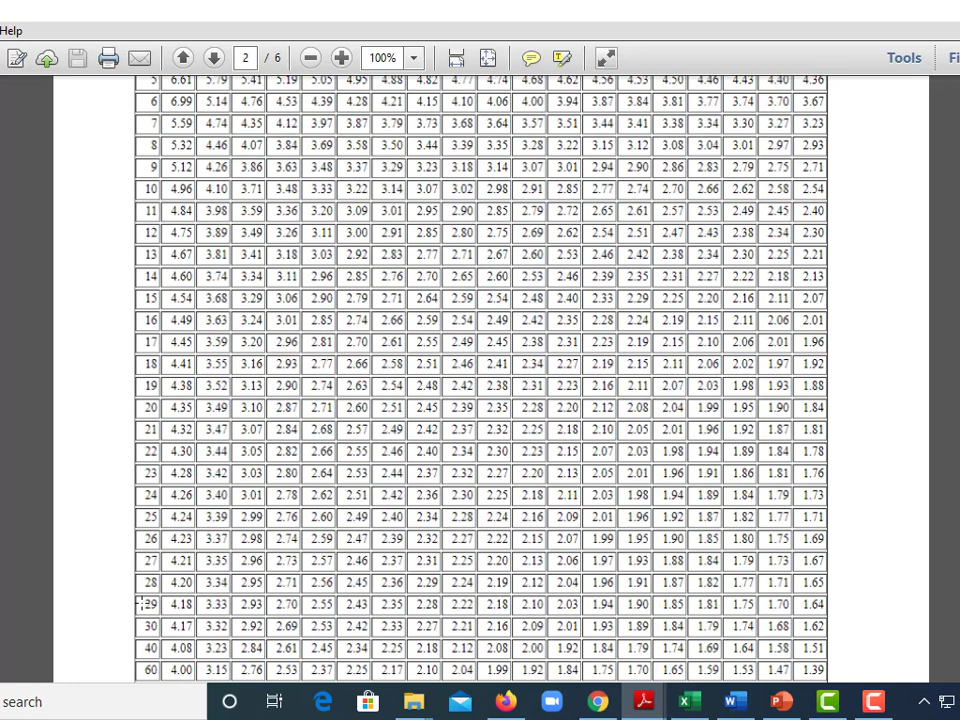 Help
2 / 6 100% Tools Fi
5 6.61 5.79 5.41 5.19 5.05 4.95 4.88 4.82 4.77 4.74 4.68 4.62 4.56 4.53 4.50 4.46 4.43 4.40 4.36
6 6.99 5.14 4.76 4.53 4.39 4.28 4.21 4.15 4.10 4.06 4.00 3.94 3.87 3.84 3.81 3.77 3.74 3.70 3.67
7 5.59 4.74 4.35 4.12 3.97 3.87 3.79 3.73 3.68 3.64 3.57 3.51 3.44 3.41 3.38 3.34 3.30 3.27 3.23
8 5.32 4.46 4.07 3.84 3.69 3.58 3.50 3.44 3.39 3.35 3.28 3.22 3.15 3.12 3.08 3.04 3.01 2.97 2.93
9 5.12 4.26 3.86 3.63 3.48 3.37 3.29 3.23 3.18 3.14 3.07 3.01 2.94 2.90 2.86 2.83 2.79 2.75 2.71
10 4.96 4.10 3.71 3.48 3.33 3.22 3.14 3.07 3.02 2.98 2.91 2.85 2.77 2.74 2.70 2.66 2.62 2.58 2.54
11 4.84 3.98 3.59 3.36 3.20 3.09 3.01 2.95 2.90 2.85 2.79 2.72 2.65 2.61 2.57 2.53 2.49 2.45 2.40
12 4.75 3.89 3.49 3.26 3.11 3.00 2.91 2.85 2.80 2.75 2.69 2.62 2.54 2.51 2.47 2.43 2.38 2.34 2.30
13 4.67 3.81 3.41 3.18 3.03 2.92 2.83 2.77 2.71 2.67 2.60 2.53 2.46 2.42 2.38 2.34 2.30 2.25 2.21
14 4.60 3.74 3.34 3.11 2.96 2.85 2.76 2.70 2.65 2.60 2.53 2.46 2.39 2.35 2.31 2.27 2.22 2.18 2.13
15 4.54 3.68 3.29 3.06 2.90 2.79 2.71 2.64 2.59 2.54 2.48 2.40 2.33 2.29 2.25 2.20 2.16 2.11 2.07
16 4.49 3.63 3.24 3.01 2.85 2.74 2.66 2.59 2.54 2.49 2.42 2.35 2.28 2.24 2.19 2.15 2.11 2.06 2.01
17 4.45 3.59 3.20 2.96 2.81 2.70 2.61 2.55 2.49 2.45 2.38 2.31 2.23 2.19 2.15 2.10 2.06 2.01 1.96
18 4.41 3.55 3.16 2.93 2.77 2.66 2.58 2.51 2.46 2.41 2.34 2.27 2.19 2.15 2.11 2.06 2.02 1.97 1.92
19 4.38 3.52 3.13 2.90 2.74 2.63 2.54 2.48 2.42 2.38 2.31 2.23 2.16 2.11 2.07 2.03 1.98 1.93 1.88
20 4.35 3.49 3.10 2.87 2.71 2.60 2.51 2.45 2.39 2.35 2.28 2.20 2.12 2.08 2.04 1.99 1.95 1.90 1.84
21 4.32 3.47 3.07 2.84 2.68 2.57 2.49 2.42 2.37 2.32 2.25 2.18 2.10 2.05 2.01 1.96 1.92 1.87 1.81
22 4.30 3.44 3.05 2.82 2.66 2.55 2.46 2.40 2.34 2.30 2.23 2.15 2.07 2.03 1.98 1.94 1.89 1.84 1.78
23 4.28 3.42 3.03 2.80 2.64 2.53 2.44 2.37 2.32 2.27 2.20 2.13 2.05 2.01 1.96 1.91 1.86 1.81 1.76
24 4.26 3.40 3.01 2.78 2.62 2.51 2.42 2.36 2.30 2.25 2.18 2.11 2.03 1.98 1.94 1.89 1.84 1.79 1.73
25 4.24 3.39 2.99 2.76 2.60 2.49 2.40 2.34 2.28 2.24 2.16 2.09 2.01 1.96 1.92 1.87 1.82 1.77 1.71
26 4.23 3.37 2.98 2.74 2.59 2.47 2.39 2.32 2.27 2.22 2.15 2.07 1.99 1.95 1.90 1.85 1.80 1.75 1.69
27 4.21 3.35 2.96 2.73 2.57 2.46 2.37 2.31 2.25 2.20 2.13 2.06 1.97 1.93 1.88 1.84 1.79 1.73 1.67
28 4.20 3.34 2.95 2.71 2.56 2.45 2.36 2.29 2.24 2.19 2.12 2.04 1.96 1.91 1.87 1.82 1.77 1.71 1.65
29 4.18 3.33 2.93 2.70 2.55 2.43 2.35 2.28 2.22 2.18 2.10 2.03 1.94 1.90 1.85 1.81 1.75 1.70 1.64
30 4.17 3.32 2.92 2.69 2.53 2.42 2.33 2.27 2.21 2.16 2.09 2.01 1.93 1.89 1.84 1.79 1.74 1.68 1.62
40 4.08 3.23 2.84 2.61 2.45 2.34 2.25 2.18 2.12 2.08 2.00 1.92 1.84 1.79 1.74 1.69 1.64 1.58 1.51
60 4.00 3.15 2.76 2.53 2.37 2.25 2.17 2.10 2.04 1.99 1.92 1.84 1.75 1.70 1.65 1.59 1.53 1.47 1.39
search